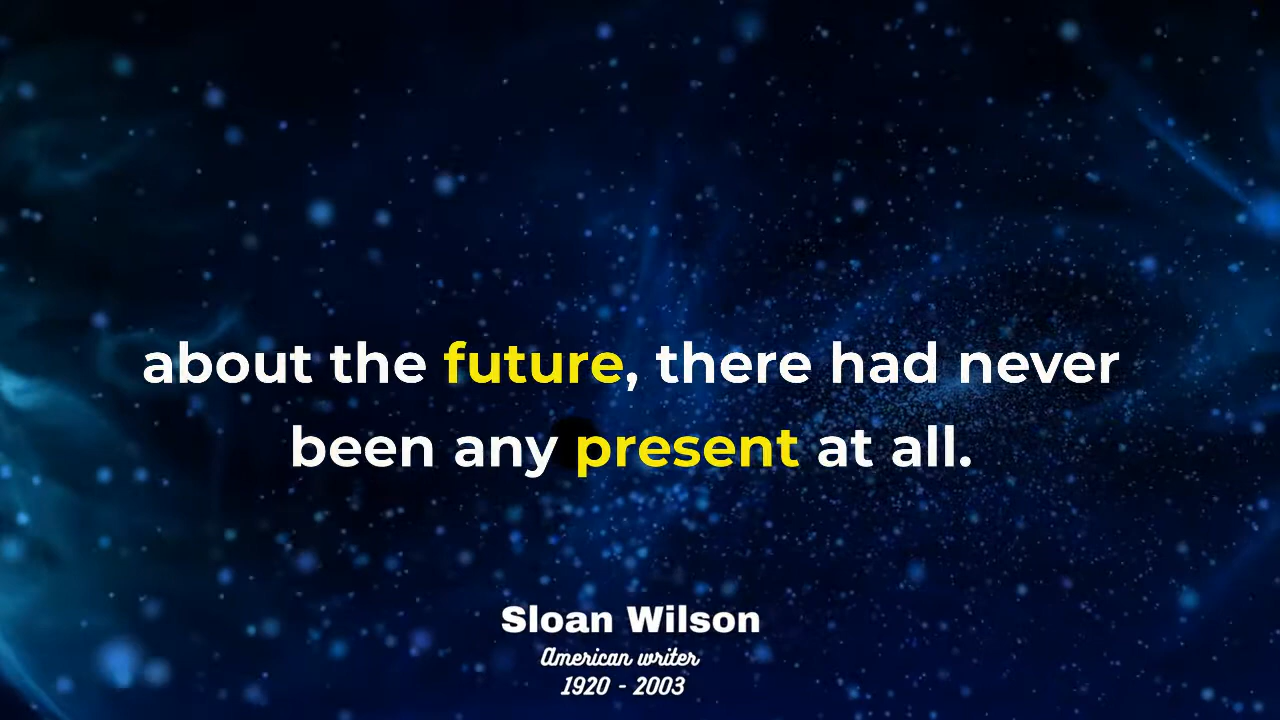 about the future, there had never
been any present at all.
Sloan Wilson
American writer
1920 - 2003